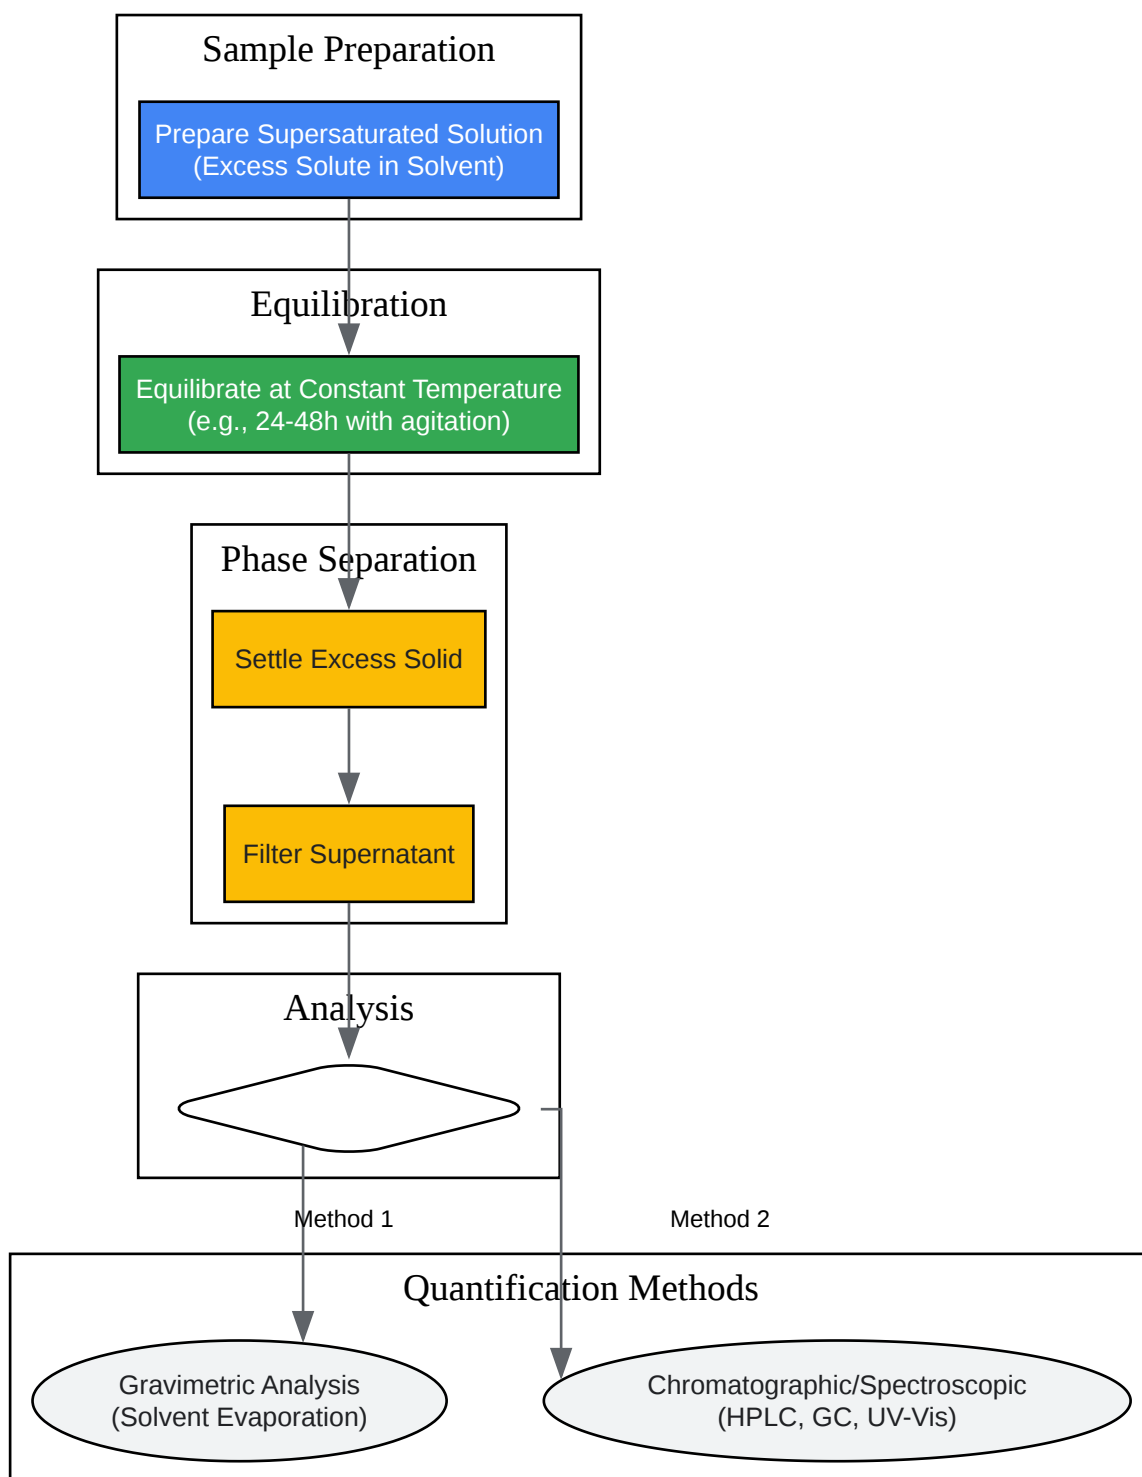 Sample Preparation
Prepare Supersaturated Solution
(Excess Solute in Solvent)
Equilibration
Equilibrate at Constant Temperature
(e.g., 24-48h with agitation)
Phase Separation
Settle Excess Solid
Filter Supernatant
Analysis
Method 1
Method 2
Quantification Methods
Gravimetric Analysis
(Solvent Evaporation)
Chromatographic/Spectroscopic
(HPLC, GC, UV-Vis)